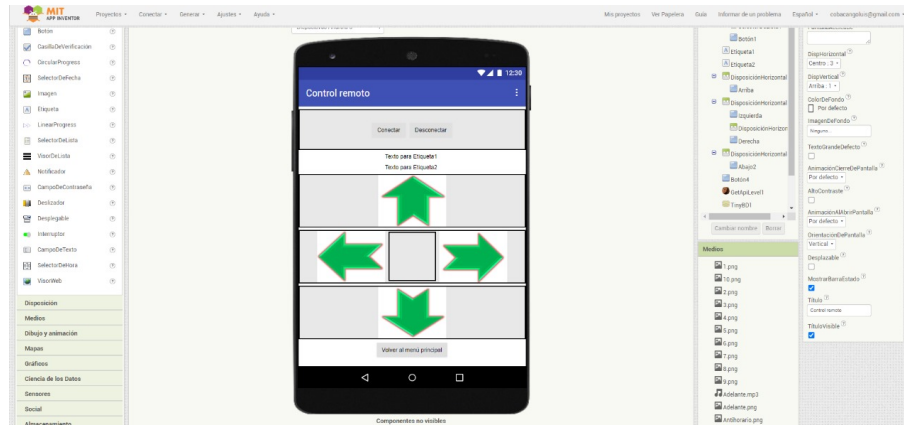 MIT
APP INVENTOR
Proyectos
Conectar
Generar
Ajustes
Ayuda
Mis proyectos
Ver Papelera
Guía
Informar de un problema
Español
Botón
CasillaDeVerificación
CircularProgress
SelectorDeFecha
Imagen
Etiqueta
LinearProgress
SelectorDeLista
VisorDeLista
Notificador
CampoDeContraseña
Deslizador
Desplegable
Interruptor
CampoDeTexto
SelectorDeHora
VisorWeb
Disposición
Medios
Dibujo y animación
Mapas
Gráficos
Ciencia de los Datos
Sensores
Social
Almacenamiento
12:30
Control remoto
Conectar
Desconectar
Texto para Etiqueta1
Texto para Etiqueta2
Volver al menú principal
Componentes no visibles
Botón1
Etiqueta1
Etiqueta2
DisposiciónHorizontal
Arriba
DisposiciónHorizontal
Izquierda
DisposiciónHorizon
Derecha
DisposiciónHorizontal
Abajo2
Botón4
GetApiLevel1
TinyBD1
Cambiar nombre
Borrar
Medios
1.png
10.png
2.png
3.png
4.png
5.png
6.png
7.png
8.png
9.png
Adelante.mp3
Adelante.png
Antihorario.png
DispHorizontal
Centro : 3
DispVertical
Arriba : 1
ColorDeFondo
Por defecto
ImagenDeFondo
Ninguno...
TextoGrandeDefecto
AnimaciónCierreDePantalla
Por defecto
AltoContraste
AnimaciónAlAbrirPantalla
Por defecto
OrientaciónDePantalla
Vertical
Desplazable
MostrarBarraEstado
Título
Control remoto
TítuloVisible